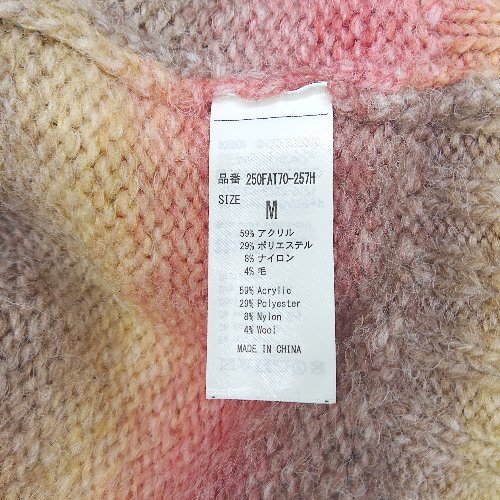 品番 250FAT70-257H
SIZE
M
59% アクリル
29% ポリエステル
8% ナイロン
4% 毛
59% Acrylic
29% Polyester
8% Nylon
4% Wool
MADE IN CHINA